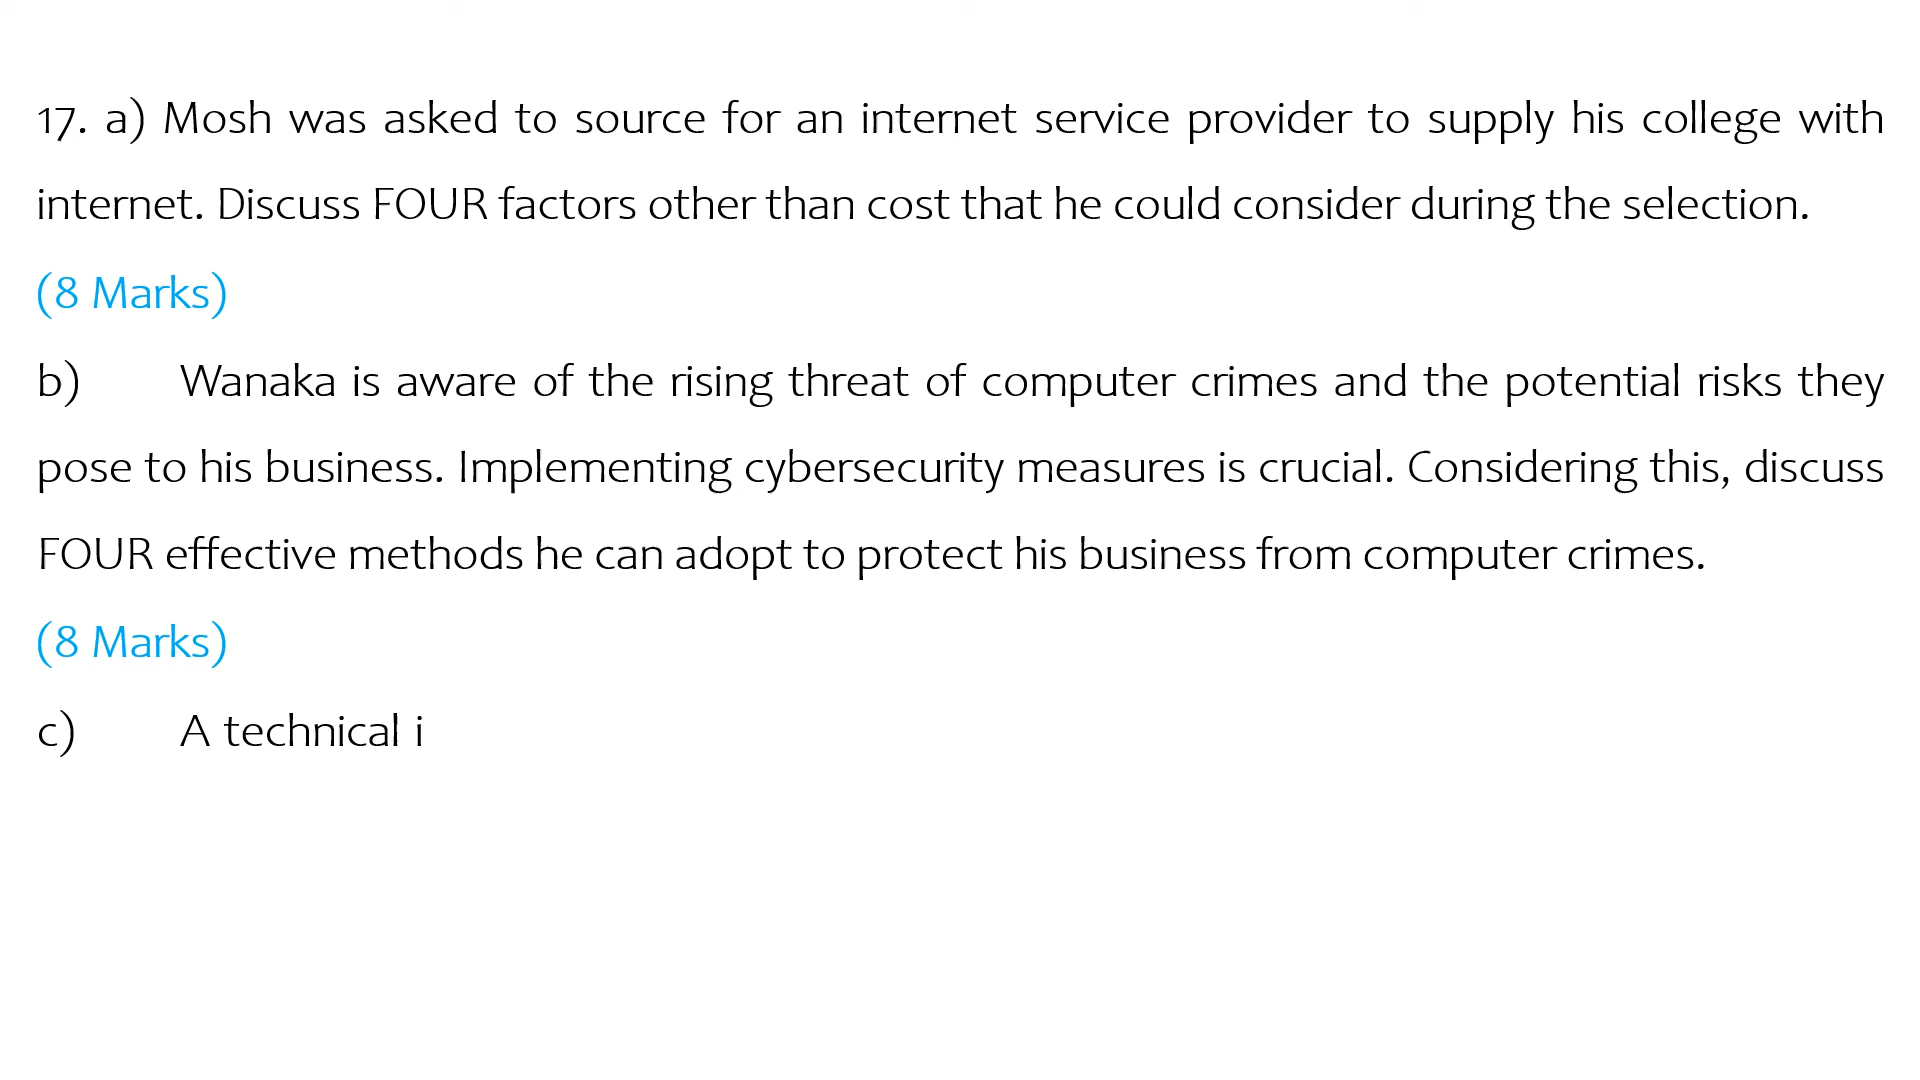 17. a) Mosh was asked to source for an internet service provider to supply his college with
internet. Discuss FOUR factors other than cost that he could consider during the selection.
(8 Marks)
b) Wanaka is aware of the rising threat of computer crimes and the potential risks they
pose to his business. Implementing cybersecurity measures is crucial. Considering this, discuss
FOUR effective methods he can adopt to protect his business from computer crimes.
(8 Marks)
c) A technical i